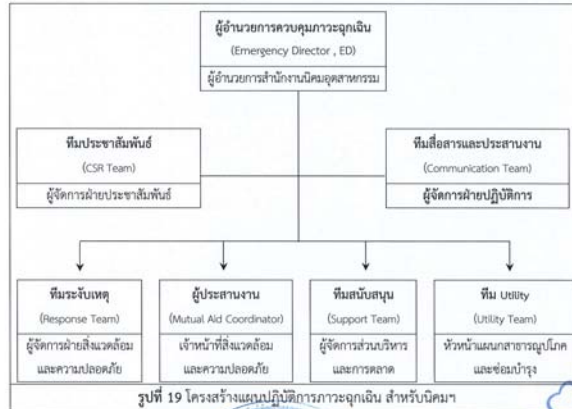 ผู้อำนวยการควบคุมภาวะฉุกเฉิน
(Emergency Director , ED)
ผู้อำนวยการสำนักงานนิคมอุตสาหกรรม
ทีมประชาสัมพันธ์
(CSR Team)
ผู้จัดการฝ่ายประชาสัมพันธ์
ทีมสื่อสารและประสานงาน
(Communication Team)
ผู้จัดการฝ่ายปฏิบัติการ
ทีมระงับเหตุ
(Response Team)
ผู้จัดการฝ่ายสิ่งแวดล้อม
และความปลอดภัย
ผู้ประสานงาน
(Mutual Aid Coordinator)
เจ้าหน้าที่สิ่งแวดล้อม
และความปลอดภัย
ทีมสนับสนุน
(Support Team)
ผู้จัดการส่วนบริหาร
และการตลาด
ทีม Utility
(Utility Team)
หัวหน้าแผนกสาธารณูปโภค
และซ่อมบำรุง
รูปที่ 19 โครงสร้างแผนปฏิบัติการภาวะฉุกเฉิน สำหรับนิคมฯ